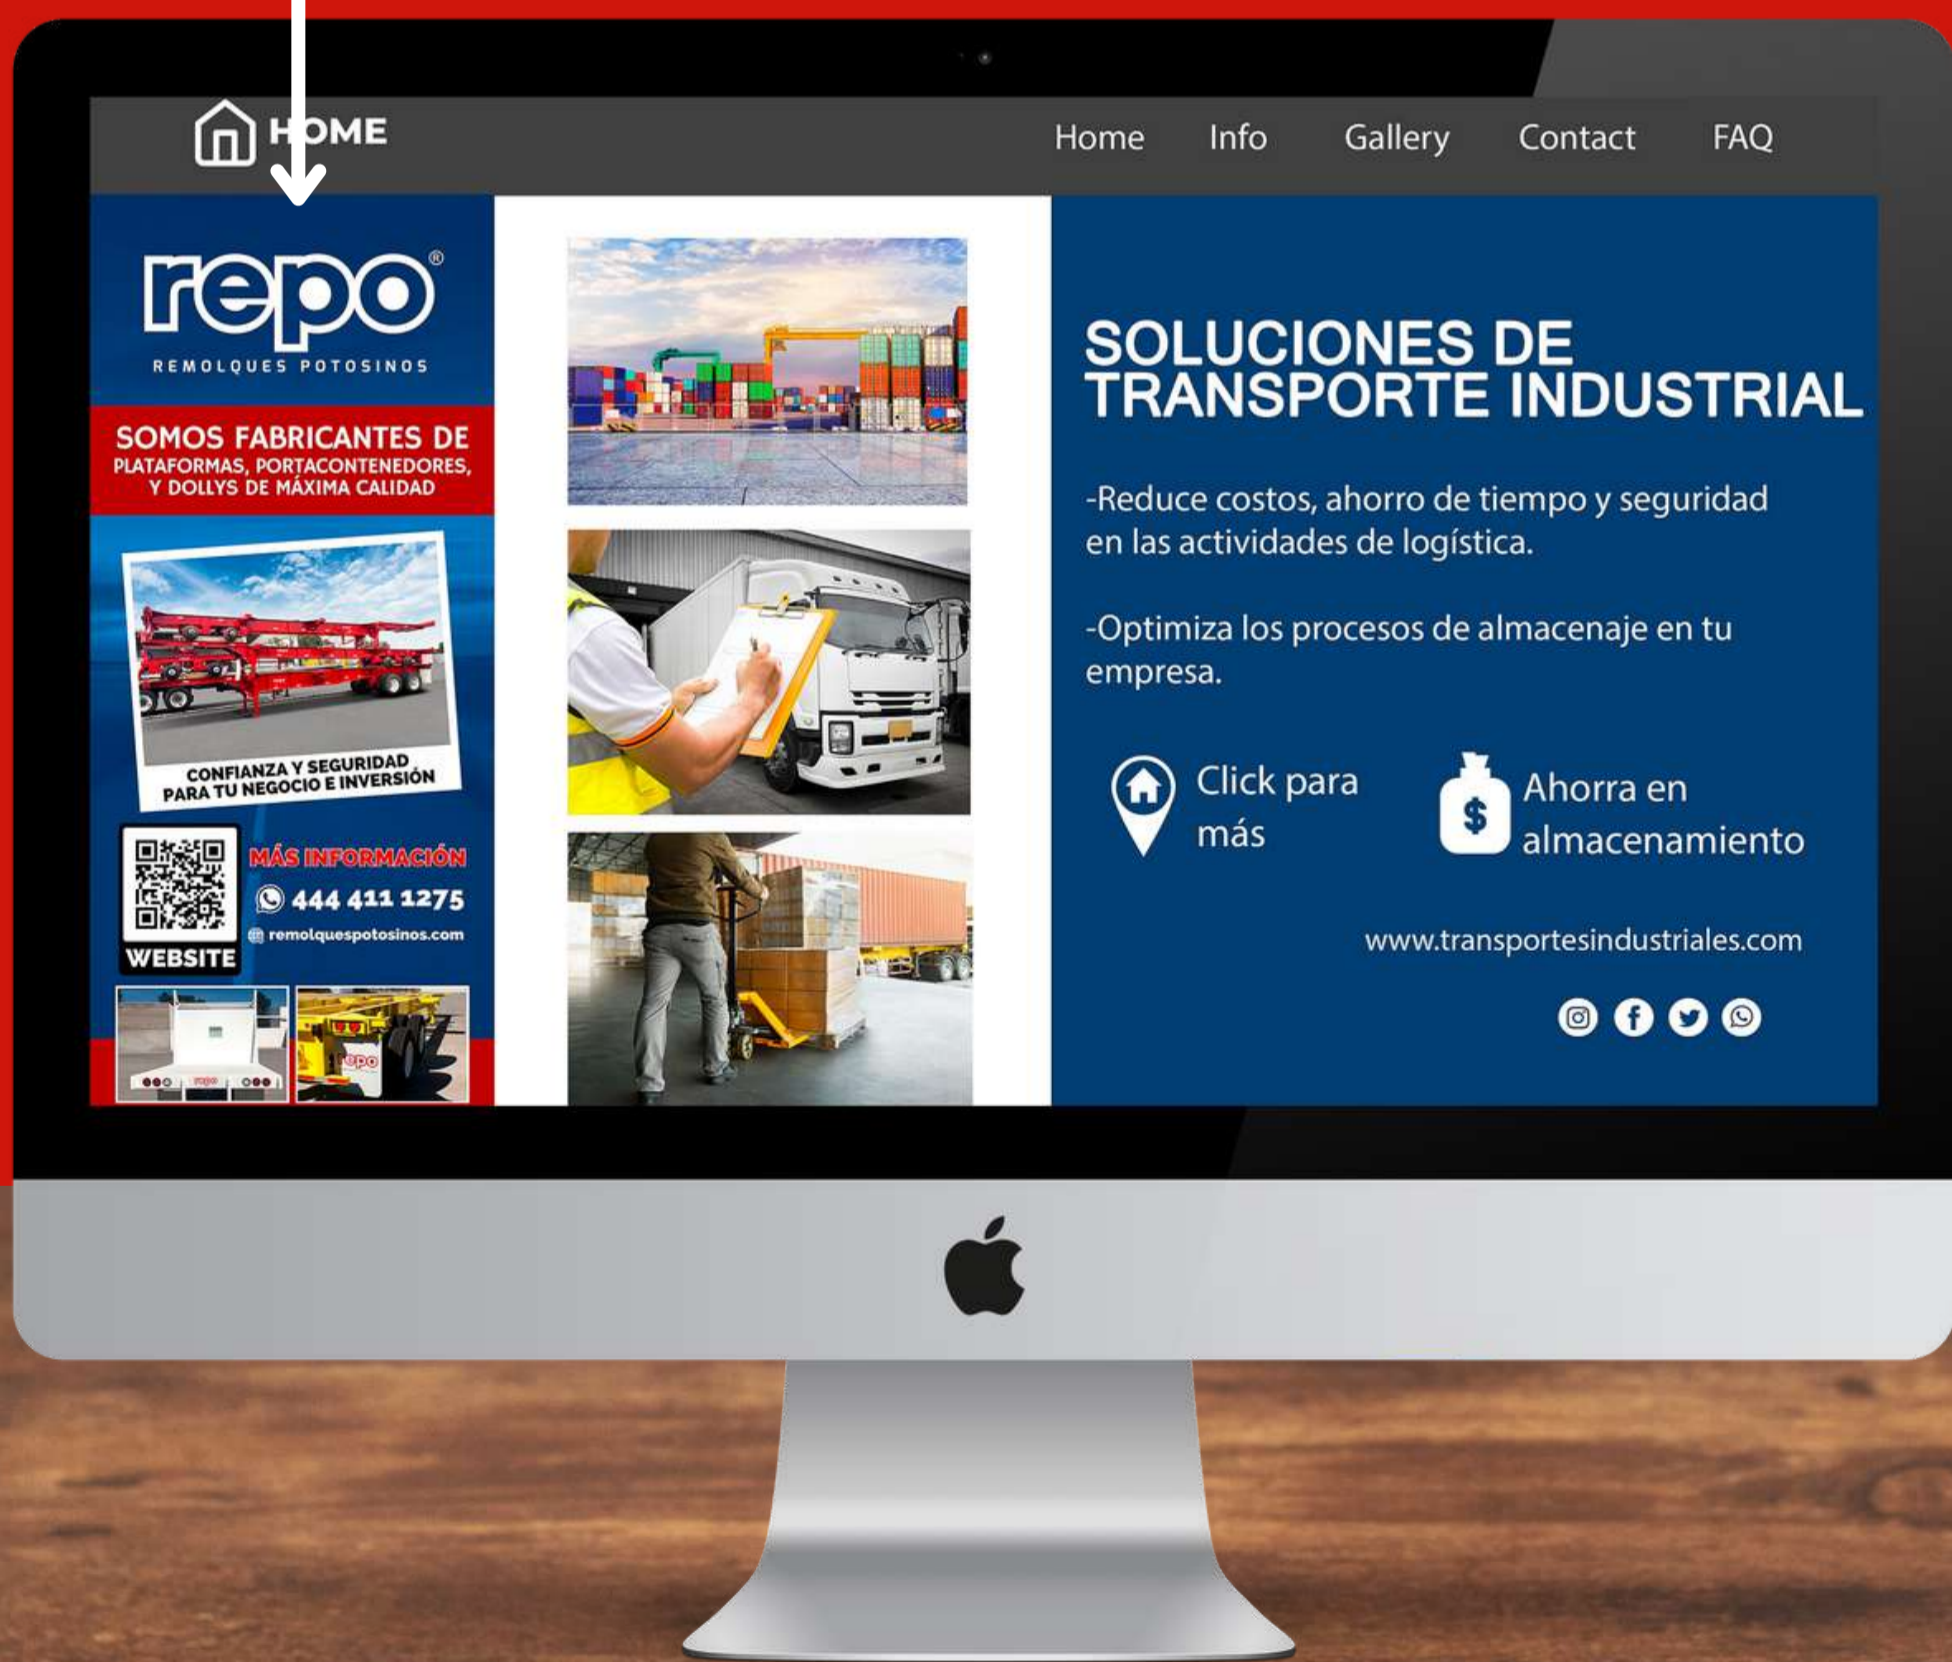 HOME
Home Info Gallery Contact FAQ
repo®
REMOLQUES POTOSINOS
SOMOS FABRICANTES DE
PLATAFORMAS, PORTACONTENEDORES,
Y DOLLYS DE MÁXIMA CALIDAD
CONFIANZA Y SEGURIDAD
PARA TU NEGOCIO E INVERSIÓN
WEBSITE
MÁS INFORMACIÓN
444 411 1275
remolquespotosinos.com
repo
repo
SOLUCIONES DE
TRANSPORTE INDUSTRIAL
-Reduce costos, ahorro de tiempo y seguridad
en las actividades de logística.
-Optimiza los procesos de almacenaje en tu
empresa.
Click para
más
$
Ahorra en
almacenamiento
www.transportesindustriales.com